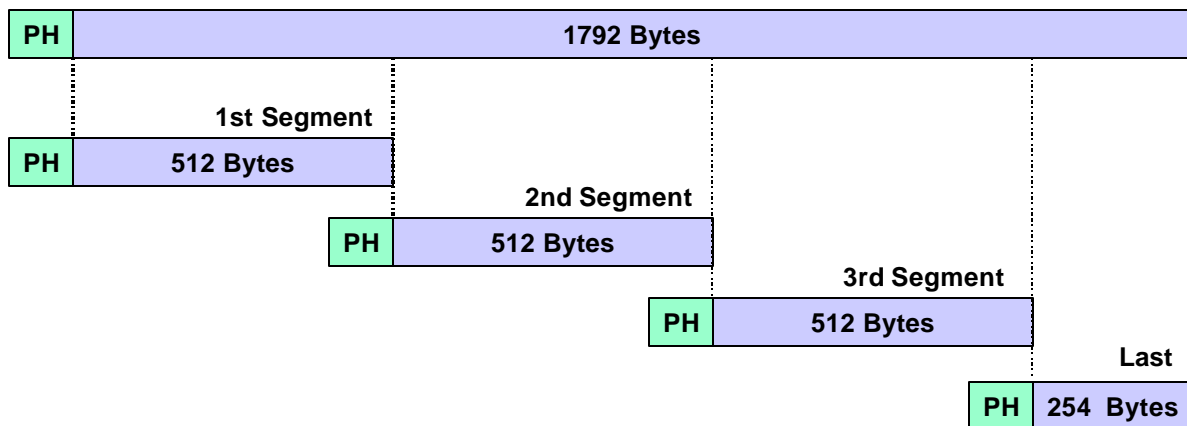 PH 1792 Bytes
1st Segment
PH 512 Bytes
2nd Segment
PH 512 Bytes
3rd Segment
PH 512 Bytes
Last
PH 254 Bytes